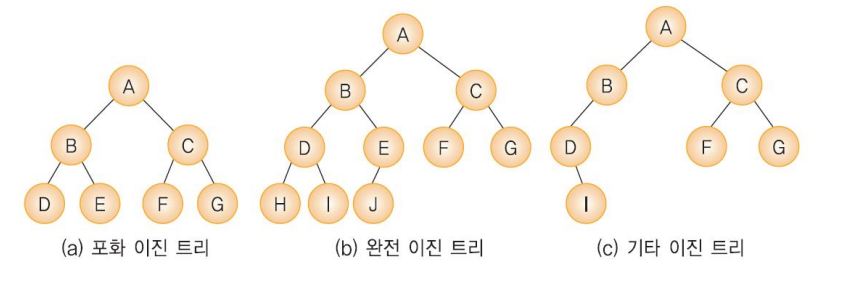 A
B C
D E F G
(a) 포화 이진 트리
A
B C
D E F G
H I J
(b) 완전 이진 트리
A
B C
D F G
I
(c) 기타 이진 트리